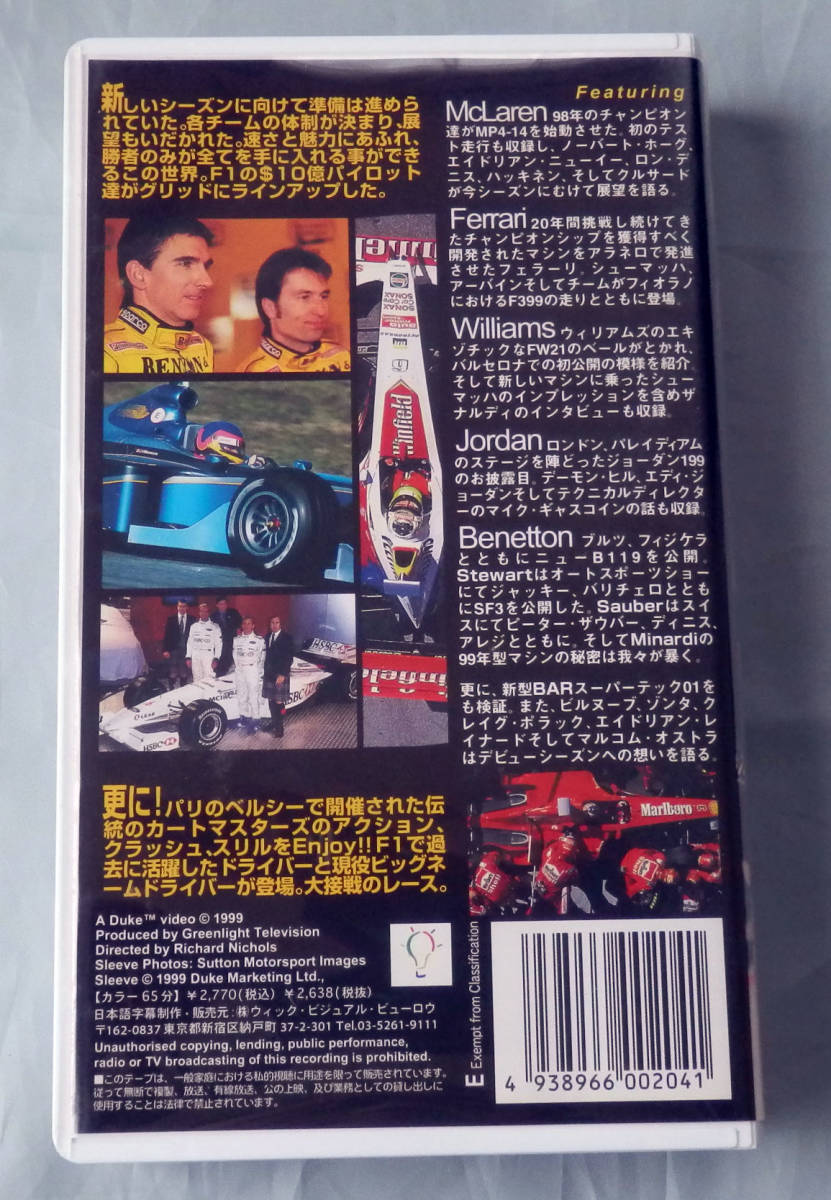 新しいシーズンに向けて準備は進めら
れていた。各チームの体制が決まり、展
望もいだかれた。速さと魅力にあふれ、
勝者のみが全てを手に入れる事ができ
るこの世界。F1の$10億パイロット
達がグリッドにラインアップした。
Featuring
McLaren 98年のチャンピオン
達がMP4-14を始動させた。初のテス
ト走行も収録し、ノーバート・ホーグ、
エイドリアン・ニューイー、ロン・デ
ニス、ハッキネン、そしてクルサード
が今シーズンにむけて展望を語る。
Ferrari 20年間挑戦し続けてき
たチャンピオンシップを獲得すべく
開発されたマシンをアラネロで発進
させたフェラーリ。シューマッハ、
アーバインそしてチームがフィオラノ
におけるF399の走りとともに登場。
Williams ウィリアムズのエキ
ゾチックなFW21のベールがとかれ、
バルセロナでの初公開の模様を紹介。
そして新しいマシンに乗ったシュー
マッハのインプレッションを含めザ
ナルディのインタビューも収録。
Jordan ロンドン、パレイディアム
のステージを陣どったジョーダン199
のお披露目。デーモン・ヒル、エディ・ジ
ョーダンそしてテクニカルディレクタ
ーのマイク・ギャスコインの話も収録。
Benetton ブルツ、フィジケラ
とともにニューB119を公開。
Stewartはオートスポーツショー
にてジャッキー、バリチェロととも
にSF3を公開した。Sauberはスイ
スにてピーター・ザウバー、ディニス、
アレジとともに。そしてMinardiの
99年型マシンの秘密は我々が暴く。
更に、新型BARスーパーテック01を
も検証。また、ビルヌーブ、ゾンタ、ク
レイグ・ポラック、エイドリアン・レ
イナードそしてマルコム・オストラ
はデビューシーズンへの想いを語る。
更に!パリのベルシーで開催された伝
統のカートマスターズのアクション、
クラッシュ、スリルをEnjoy!!F1で過
去に活躍したドライバーと現役ビッグネ
ームドライバーが登場。大接戦のレース。
A Duke™ video © 1999
Produced by Greenlight Television
Directed by Richard Nichols
Sleeve Photos: Sutton Motorsport Images
Sleeve © 1999 Duke Marketing Ltd.,
【カラー65分】¥2,770(税込) ¥2,638(税抜)
日本語字幕制作・販売元:㈱ウィック・ビジュアル・ビューロウ
〒162-0837 東京都新宿区納戸町 37-2-301 Tel.03-5261-9111
Unauthorised copying, lending, public performance,
radio or TV broadcasting of this recording is prohibited.
■このテープは、一般家庭における私的視聴に用途を限って販売されています。
従って無断で複製、放送、有線放送、公の上映、及び業務としての貸し出しに
使用することは法律で禁止されています。
E Exempt from Classification
4 938966 002041
Marlboro
SONAX
Playlife
HSBC
HSBC
HSBC
sparco